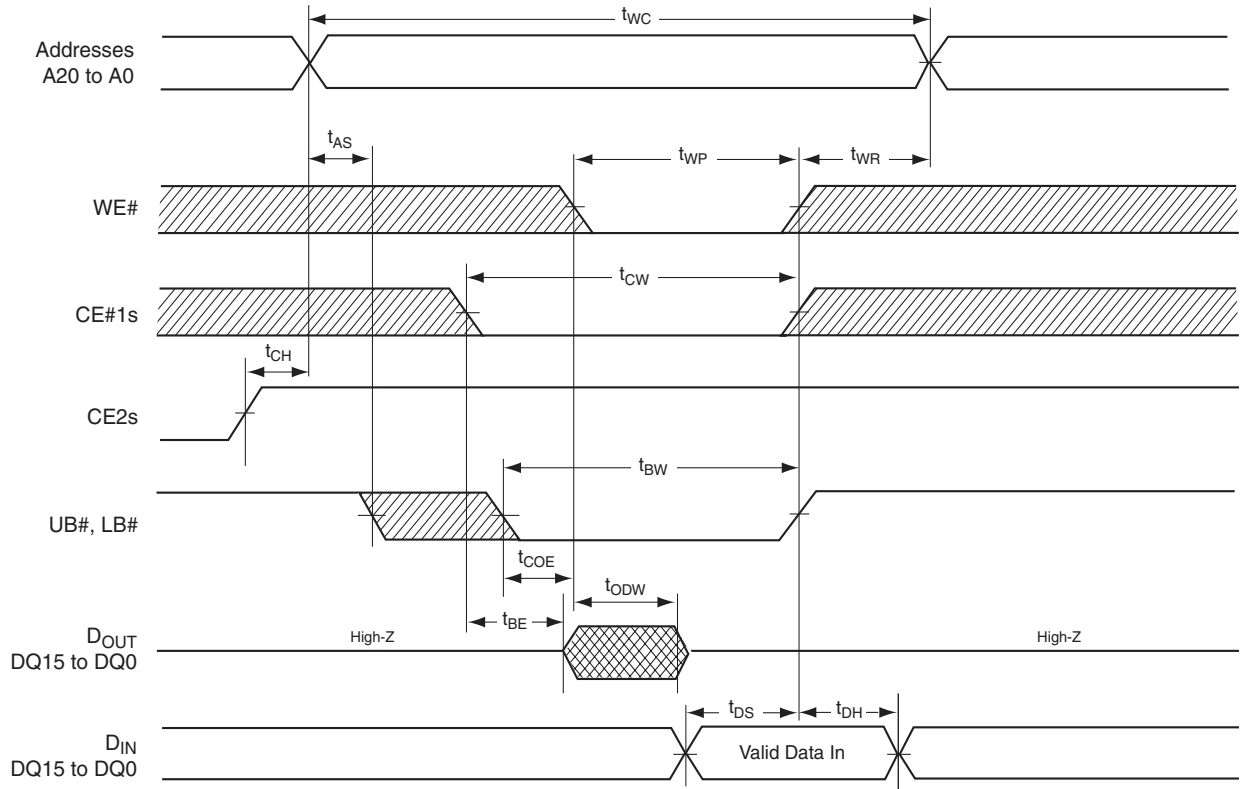 tWC
Addresses
A20 to A0
tAS
tWP
tWR
WE#
tCW
CE#1s
tCH
CE2s
tBW
UB#, LB#
tCOE
tODW
tBE
DOUT
DQ15 to DQ0
High-Z
High-Z
tDS
tDH
DIN
DQ15 to DQ0
Valid Data In